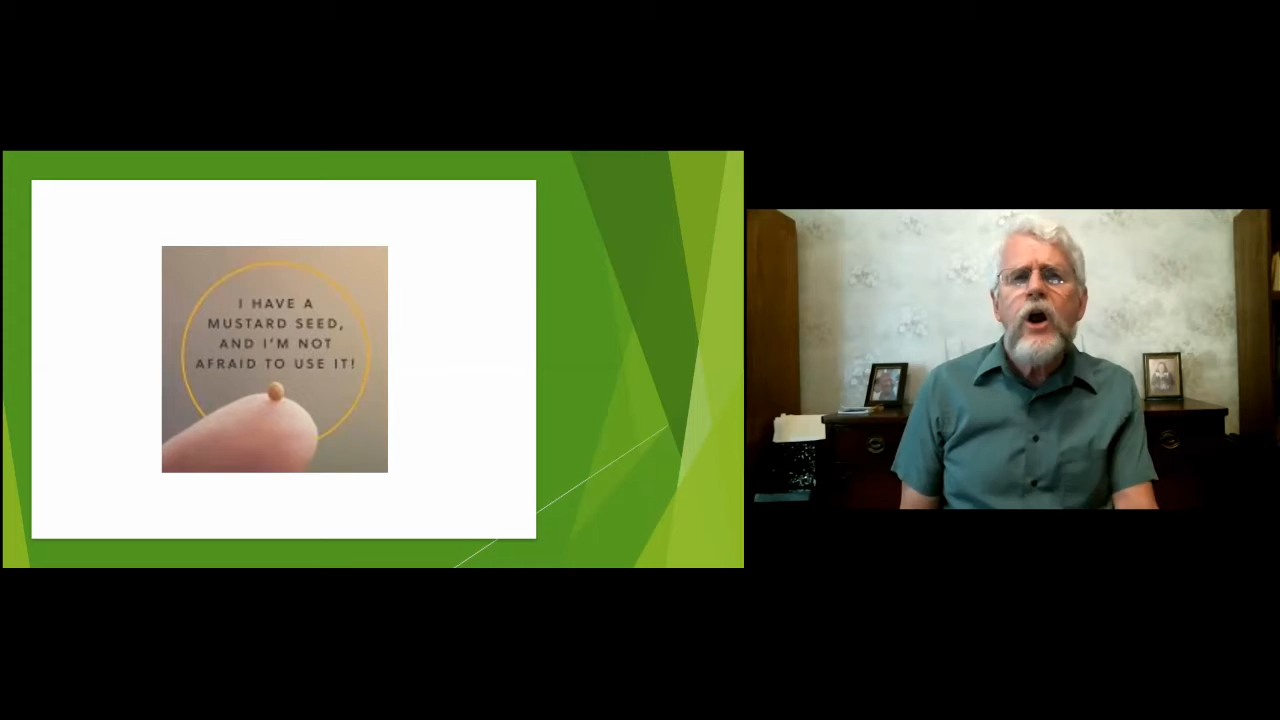 I HAVE A
MUSTARD SEED,
AND I'M NOT
AFRAID TO USE IT!